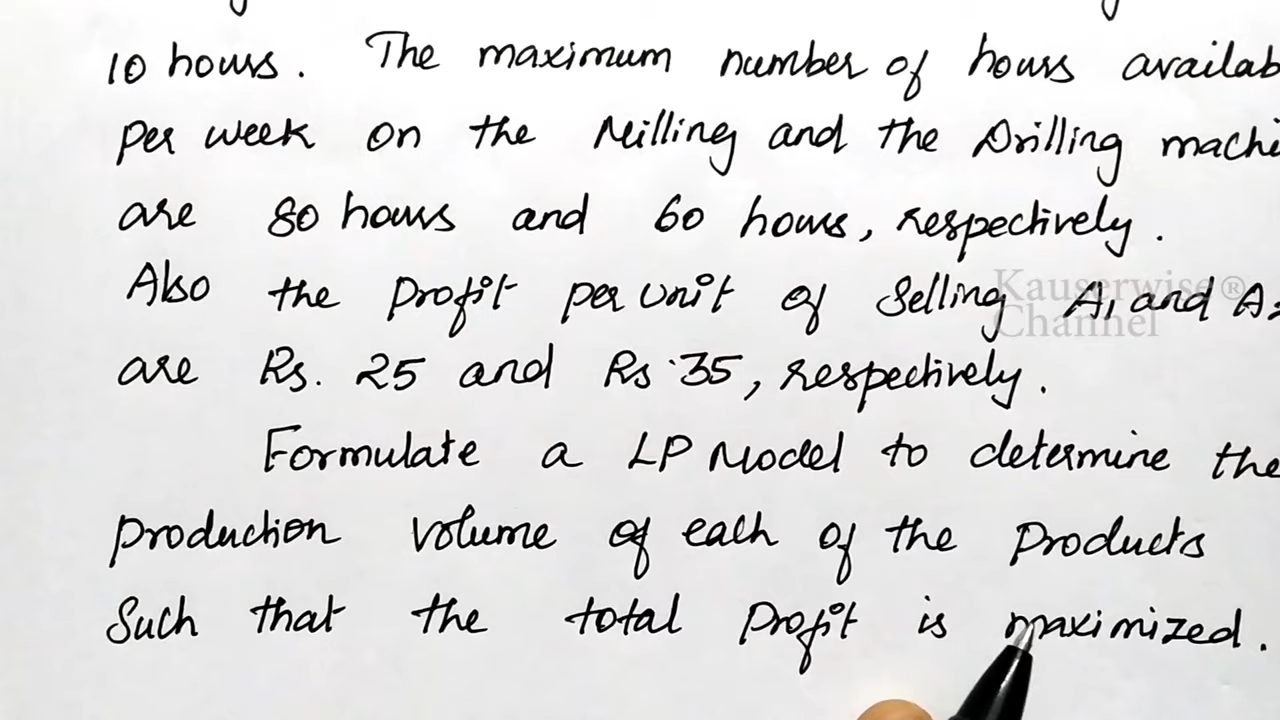 10 hours. The maximum number of hours availab
per week on the Milling and the Drilling machi
are 80 hours and 60 hours, respectively.
Also the profit per unit of selling A1 and A2
are Rs. 25 and Rs. 35, respectively.
Formulate a LP Model to determine the
production volume of each of the products
such that the total profit is maximized.
Kauserwise®
Channel